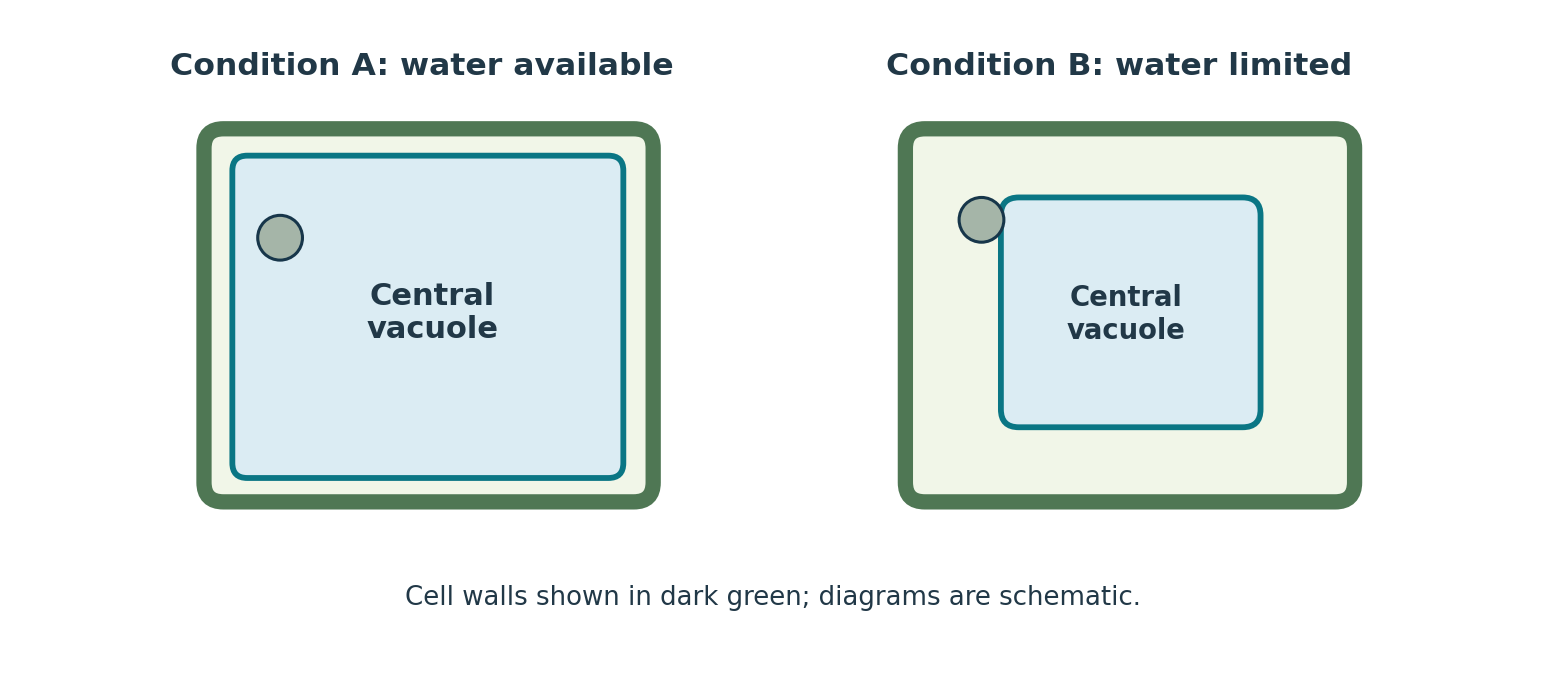 Condition A: water available
Condition B: water limited
Central
vacuole
Central
vacuole
Cell walls shown in dark green; diagrams are schematic.